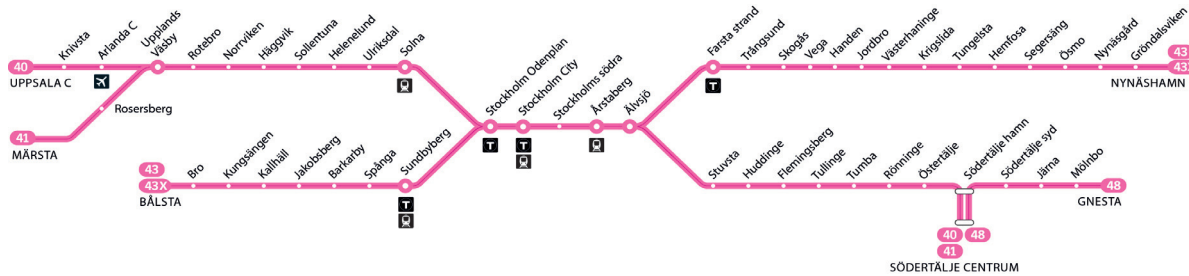 Knivsta
Arlanda C
Upplands
Väsby
Rotebro
Norrviken
Häggvik
Sollentuna
Helenelund
Ulriksdal
Solna
40
UPPSALA C
Rosersberg
41
MÄRSTA
43
43X
BÅLSTA
Bro
Kungsängen
Kallhäll
Jakobsberg
Barkarby
Spånga
Sundbyberg
T
Stockholm Odenplan
T
Stockholm City
T
Stockholms södra
Årstaberg
Älvsjö
Farsta strand
T
Trångsund
Skogås
Vega
Handen
Jordbro
Västerhaninge
Krigslida
Tungelsta
Hemfosa
Segersäng
Ösmo
Nynäsgård
Gröndalsviken
43
43X
NYNÄSHAMN
Stuvsta
Huddinge
Flemingsberg
Tullinge
Tumba
Rönninge
Östertälje
Södertälje hamn
Södertälje syd
Järna
Mölnbo
48
GNESTA
40
48
41
SÖDERTÄLJE CENTRUM